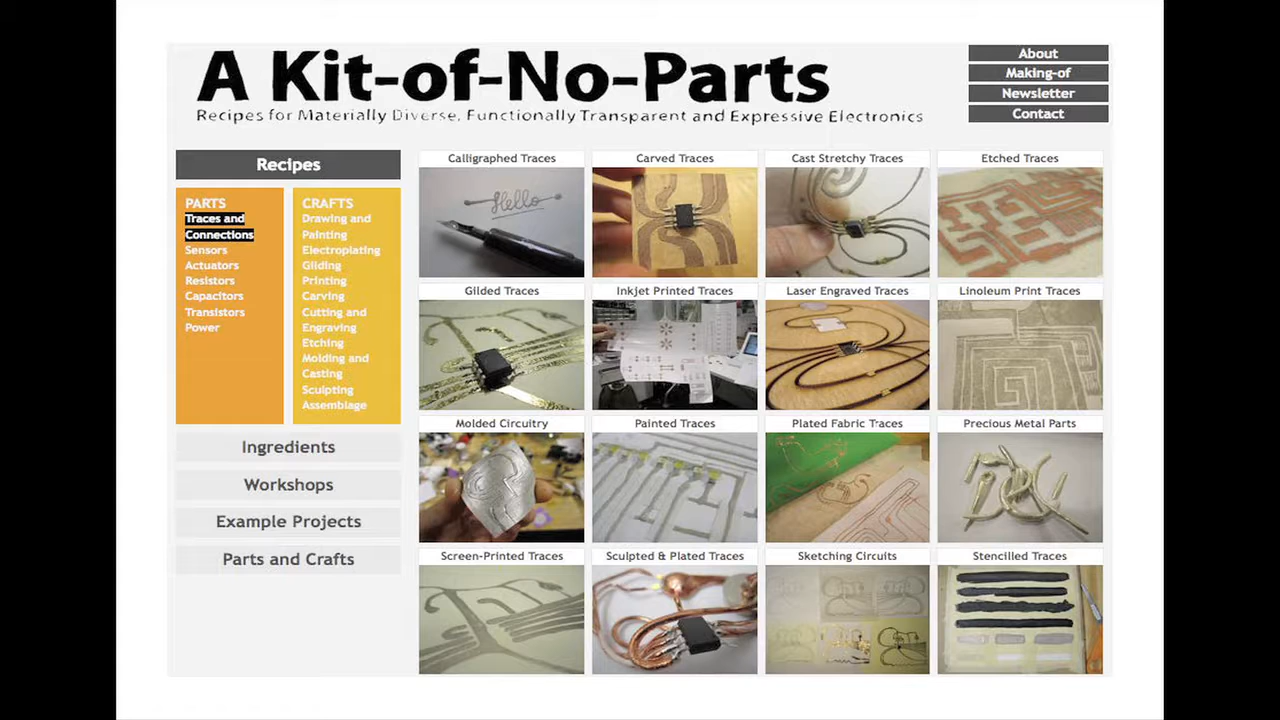 A Kit-of-No-Parts
Recipes for Materially Diverse, Functionally Transparent and Expressive Electronics
About
Making-of
Newsletter
Contact
Recipes
PARTS
Traces and
Connections
Sensors
Actuators
Resistors
Capacitors
Transistors
Power
CRAFTS
Drawing and
Painting
Electroplating
Gilding
Printing
Carving
Cutting and
Engraving
Etching
Molding and
Casting
Sculpting
Assemblage
Ingredients
Workshops
Example Projects
Parts and Crafts
Calligraphed Traces
Carved Traces
Cast Stretchy Traces
Etched Traces
Hello
Gilded Traces
Inkjet Printed Traces
Laser Engraved Traces
Linoleum Print Traces
Molded Circuitry
Painted Traces
Plated Fabric Traces
Precious Metal Parts
Screen-Printed Traces
Sculpted & Plated Traces
Sketching Circuits
Stencilled Traces